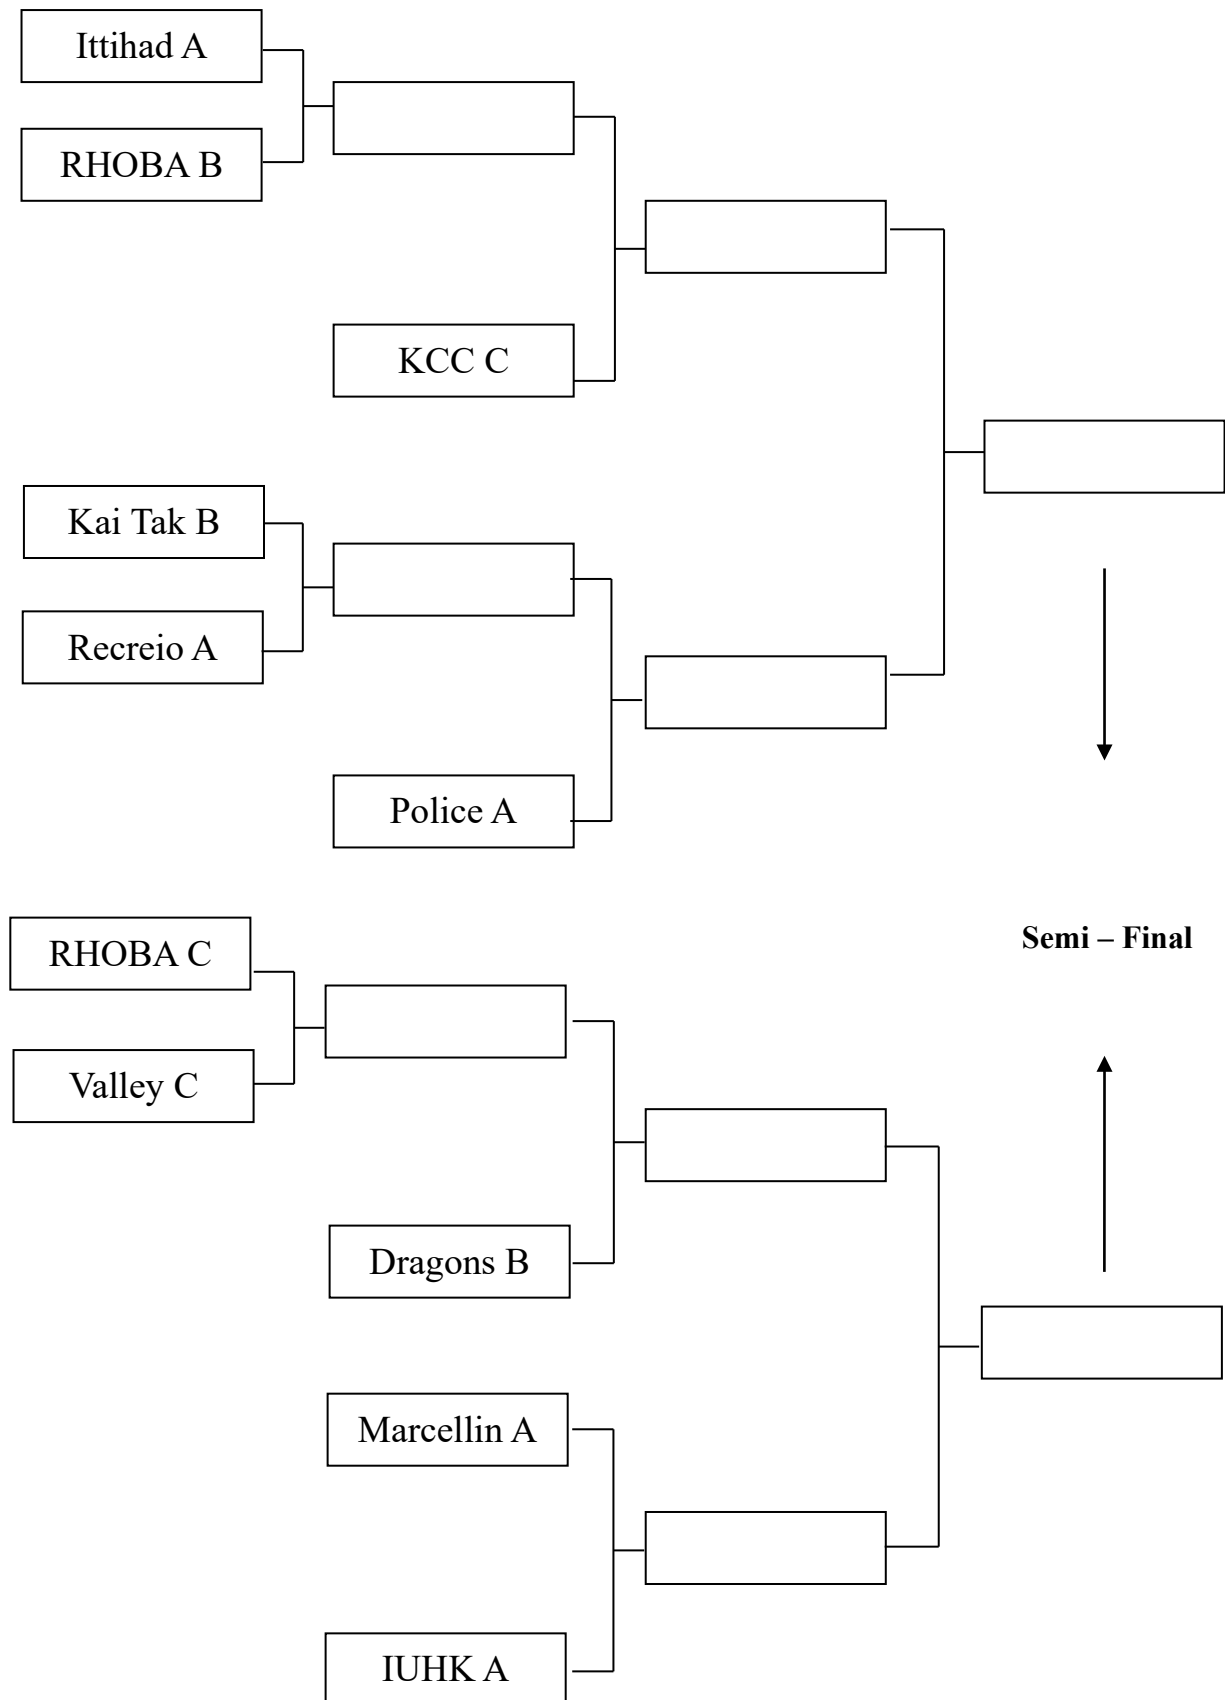 Ittihad A
RHOBA B
KCC C
Kai Tak B
Recreio A
Police A
RHOBA C
Semi – Final
Valley C
Dragons B
Marcellin A
IUHK A